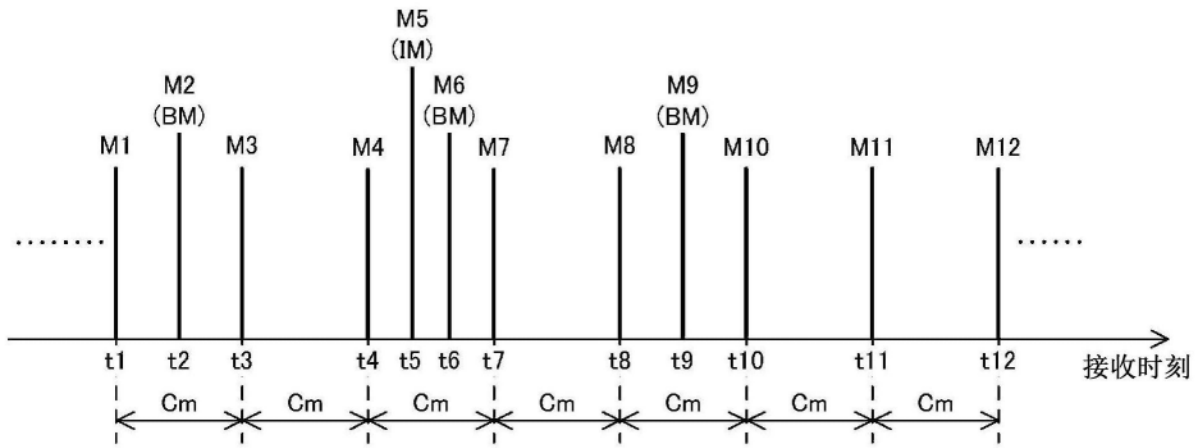 M5
(IM)
M2
(BM)
M6
(BM)
M9
(BM)
M1
M3
M4
M7
M8
M10
M11
M12
........
......
t1 t2 t3 t4 t5 t6 t7 t8 t9 t10 t11 t12
接收时刻
Cm Cm Cm Cm Cm Cm Cm